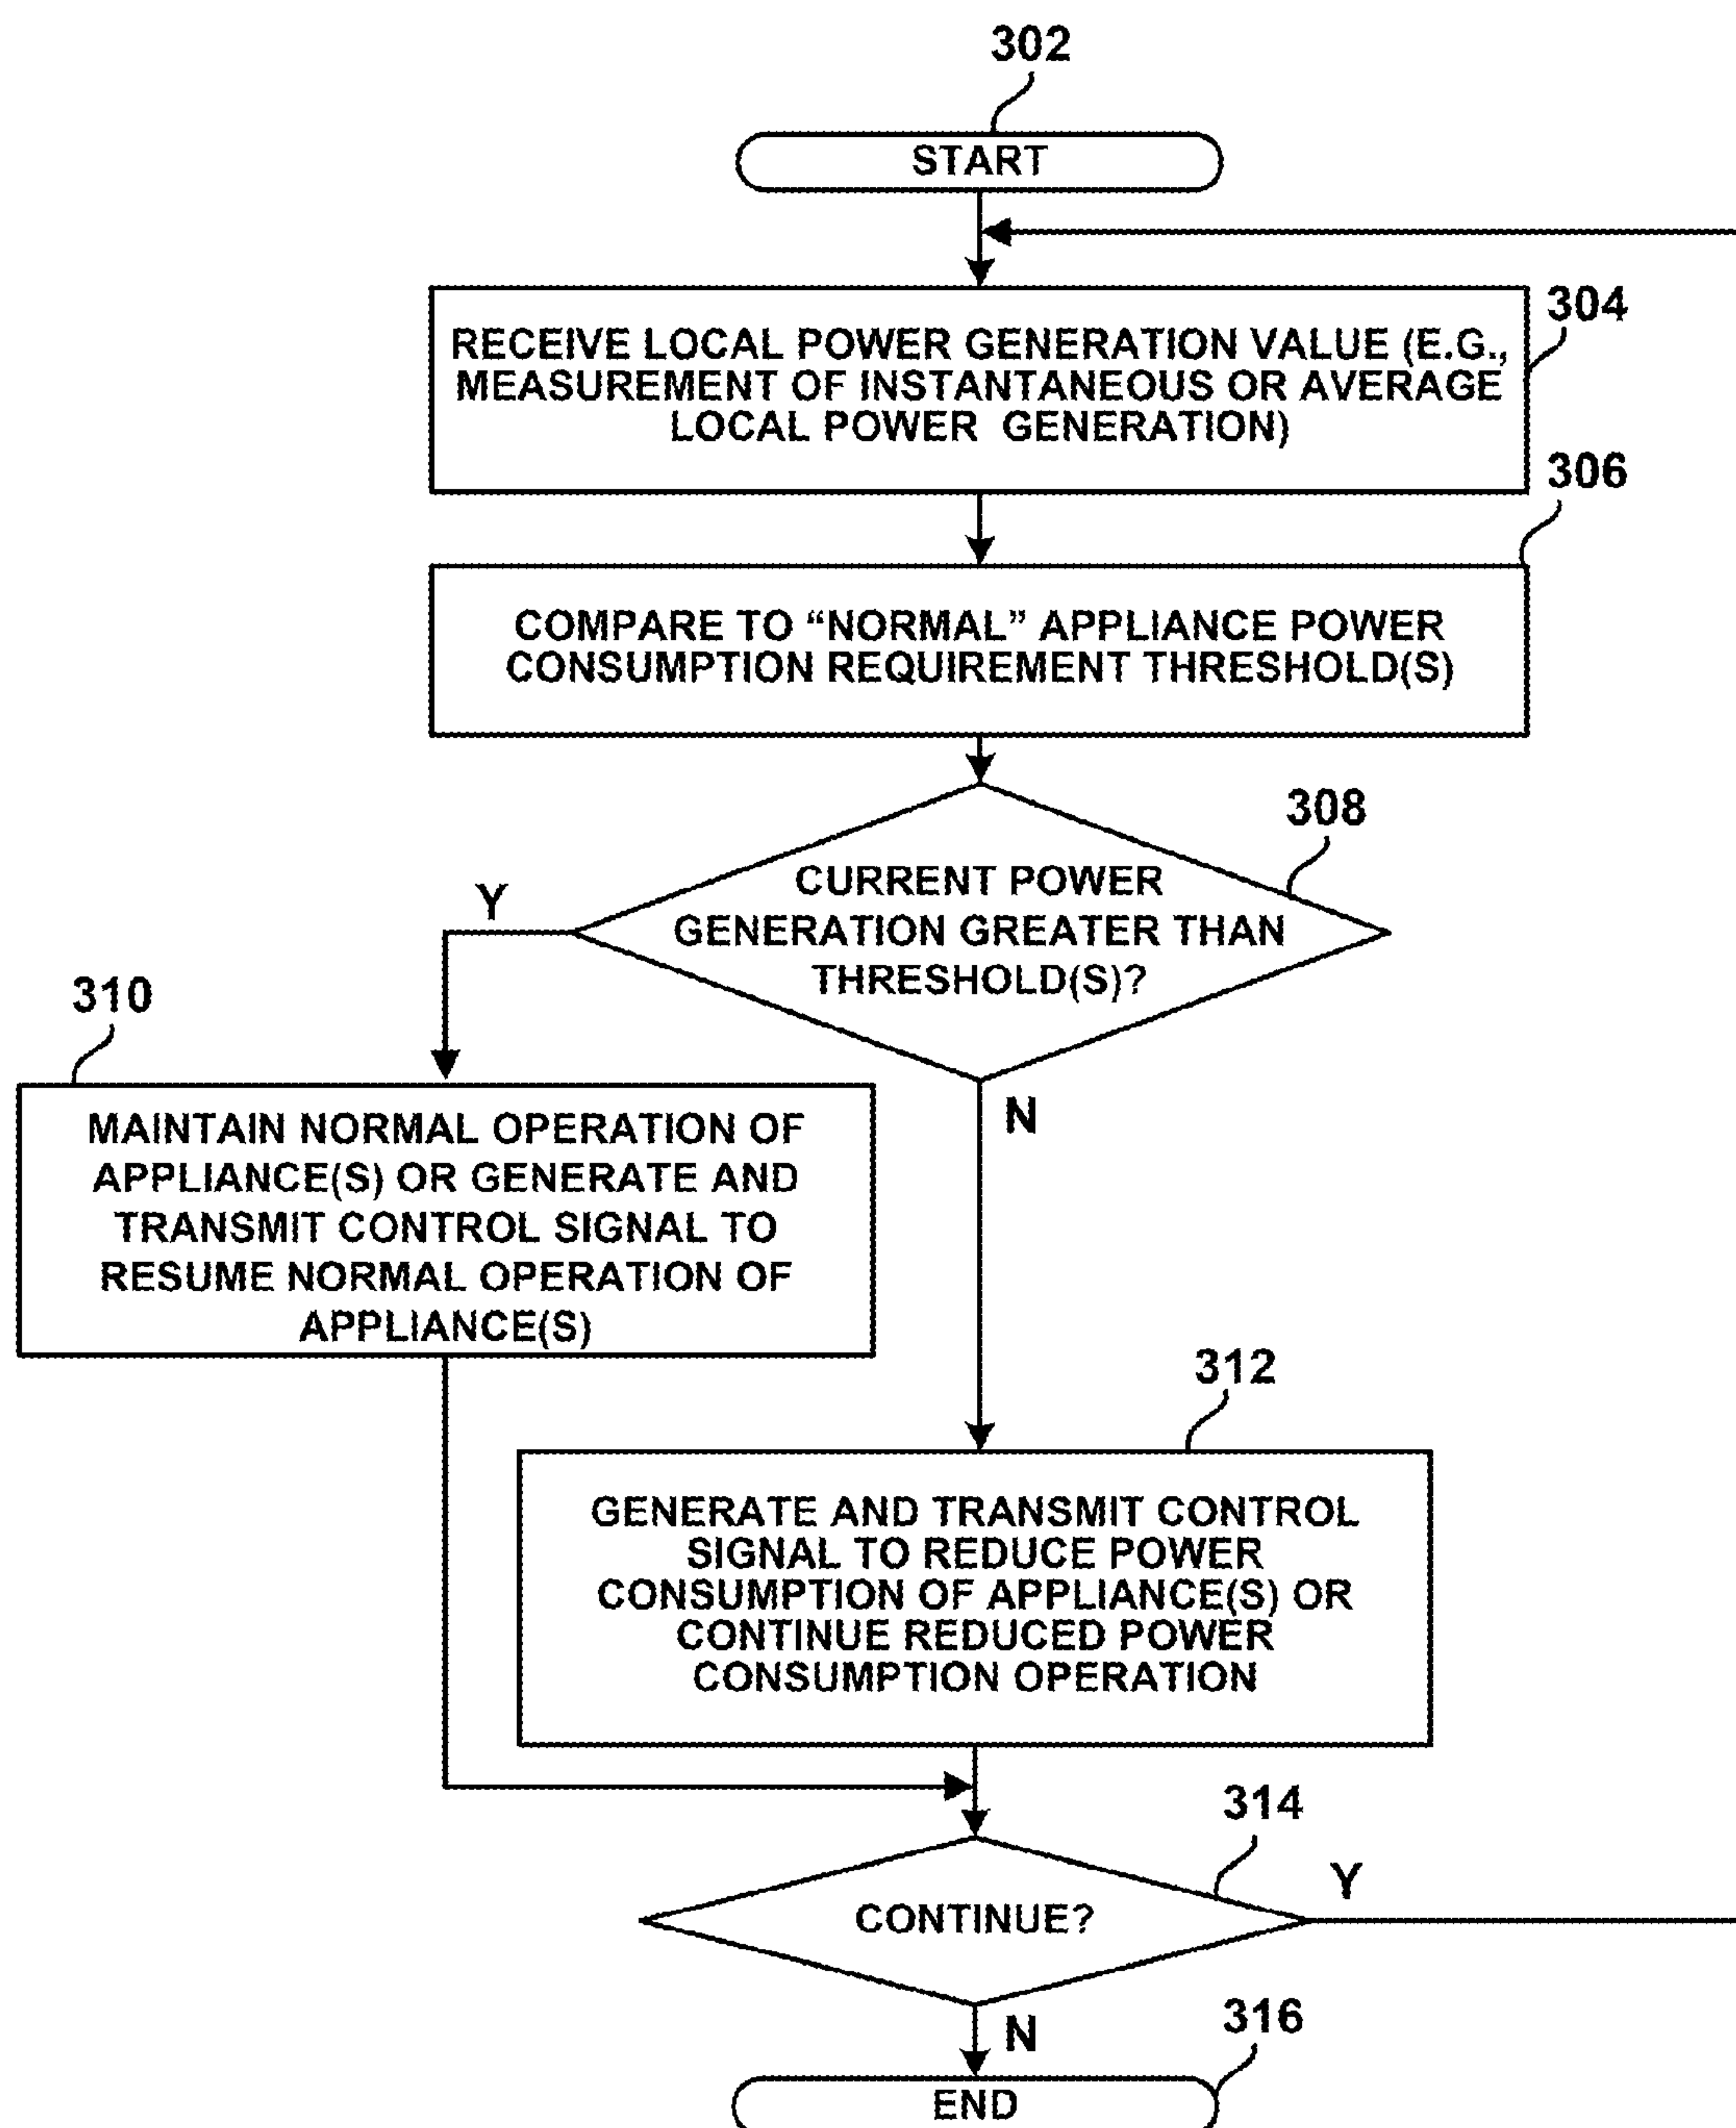 302
START
304
RECEIVE LOCAL POWER GENERATION VALUE (E.G.,
MEASUREMENT OF INSTANTANEOUS OR AVERAGE
LOCAL POWER GENERATION)
306
COMPARE TO “NORMAL” APPLIANCE POWER
CONSUMPTION REQUIREMENT THRESHOLD(S)
308
CURRENT POWER
GENERATION GREATER THAN
THRESHOLD(S)?
Y
N
310
MAINTAIN NORMAL OPERATION OF
APPLIANCE(S) OR GENERATE AND
TRANSMIT CONTROL SIGNAL TO
RESUME NORMAL OPERATION OF
APPLIANCE(S)
312
GENERATE AND TRANSMIT CONTROL
SIGNAL TO REDUCE POWER
CONSUMPTION OF APPLIANCE(S) OR
CONTINUE REDUCED POWER
CONSUMPTION OPERATION
314
CONTINUE?
Y
N
316
END